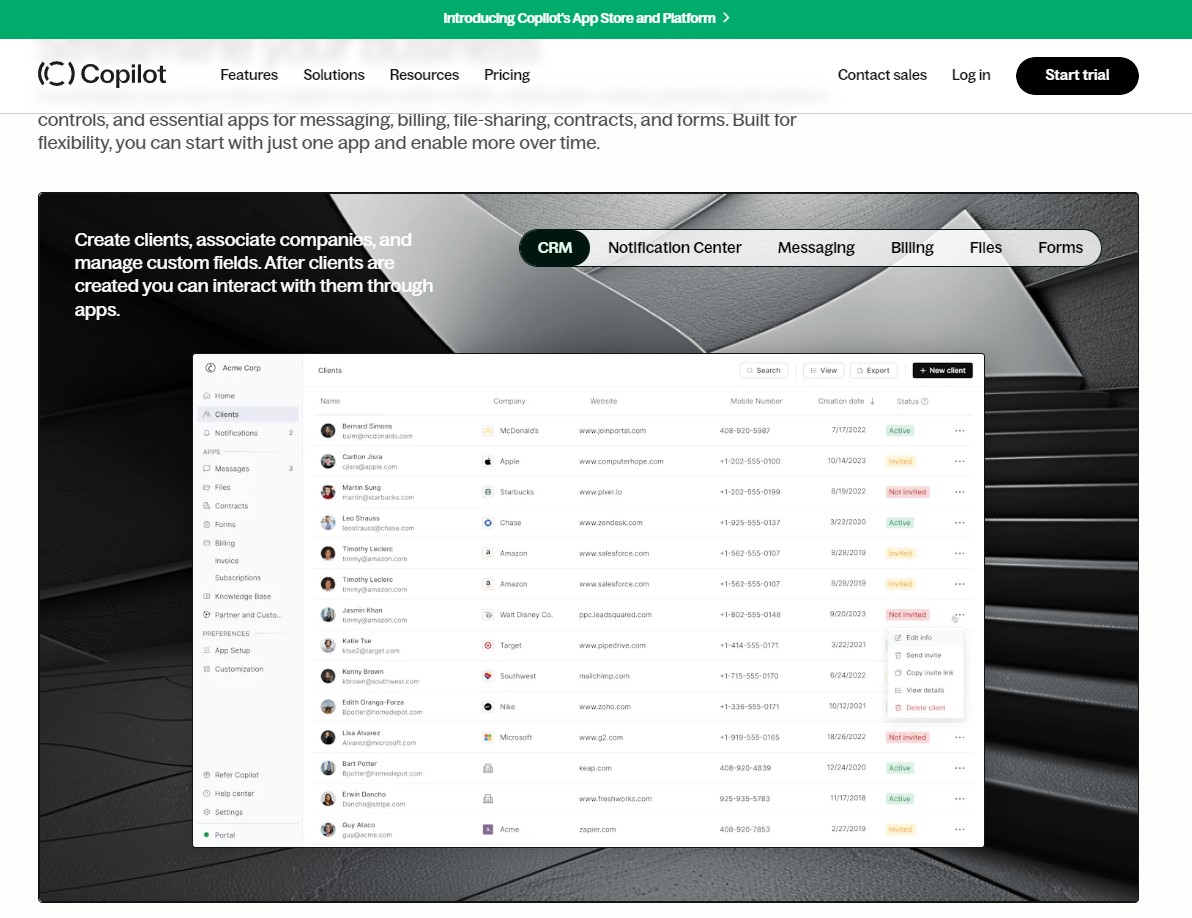 Introducing Copilot's App Store and Platform
Copilot
Features
Solutions
Resources
Pricing
Contact sales
Log in
Start trial
controls, and essential apps for messaging, billing, file-sharing, contracts, and forms. Built for
flexibility, you can start with just one app and enable more over time.
Create clients, associate companies, and
manage custom fields. After clients are
created you can interact with them through
apps.
CRM
Notification Center
Messaging
Billing
Files
Forms
Acme Corp
Home
Clients
Notifications 2
APPS
Messages 3
Files
Contracts
Forms
Billing
Invoice
Subscriptions
Knowledge Base
Partner and Custo...
PREFERENCES
App Setup
Customization
Refer Copilot
Help center
Settings
Portal
Clients
Search
View
Export
+ New client
Name Company Website Mobile Number Creation date ↓ Status
Bernard Simons
bsim@mcdonalds.com
McDonald's www.joinportal.com 408-920-5987 7/17/2022 Active
Carlton Jisra
cjisra@apple.com
Apple www.computerhope.com +1-202-555-0100 10/14/2023 Invited
Martin Sung
martin@starbucks.com
Starbucks www.pixer.io +1-202-555-0199 8/19/2022 Not invited
Leo Strauss
leostrauss@chase.com
Chase www.zendesk.com +1-925-555-0137 3/22/2020 Active
Timothy Leclerc
timmy@amazon.com
Amazon www.salesforce.com +1-562-555-0107 8/28/2019 Invited
Timothy Leclerc
timmy@amazon.com
Amazon www.salesforce.com +1-562-555-0107 8/28/2019 Invited
Jasmin Khan
timmy@amazon.com
Walt Disney Co. ppc.leadsquared.com +1-802-555-0148 9/20/2023 Not invited
Katie Tse
ktse2@target.com
Target www.pipedrive.com +1-414-555-0171 3/22/2021
Kenny Brown
kbrown@southwest.com
Southwest mailchimp.com +1-715-555-0170 6/24/2022
Edith Oranga-Forza
Bpotter@homedepot.com
Nike www.zoho.com +1-336-555-0171 10/12/2021
Lisa Alvarez
Alvarez@microsoft.com
Microsoft www.g2.com +1-919-555-0165 18/26/2022 Not invited
Bart Potter
Bpotter@homedepot.com
keap.com 408-920-4839 12/24/2020 Active
Erwin Dancho
Dancho@stripe.com
www.freshworks.com 925-935-5783 11/17/2018 Active
Guy Ataco
guy@acme.com
Acme zapier.com 408-920-7853 2/27/2019 Invited
Edit info
Send invite
Copy invite link
View details
Delete client